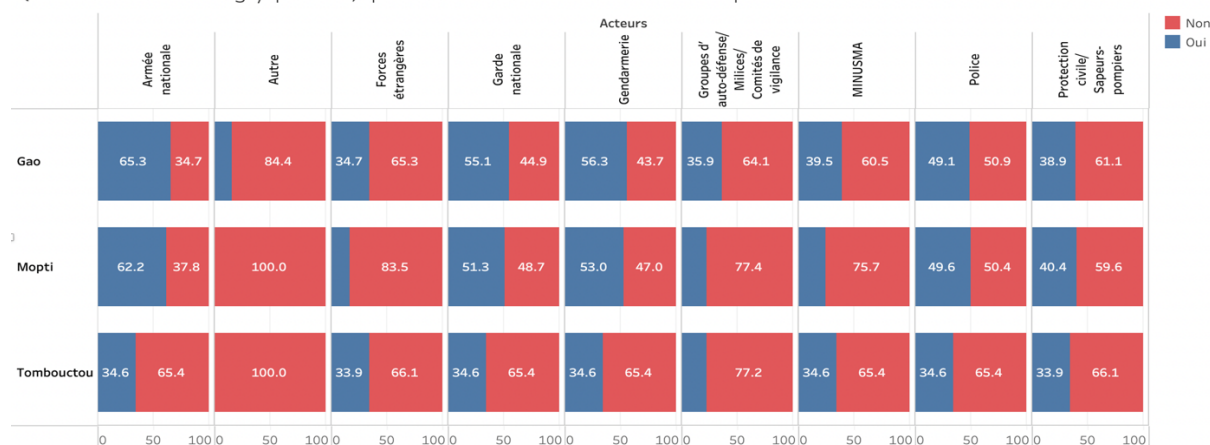 Acteurs
Non
Oui
Armée
nationale
Autre
Forces
étrangères
Garde
nationale
Gendarmerie
Groupes d'
auto-défense/
Milices/
Comités de
vigilance
MINUSMA
Police
Protection
civile/
Sapeurs-
pompiers
Gao
65.3 34.7 84.4 34.7 65.3 55.1 44.9 56.3 43.7 35.9 64.1 39.5 60.5 49.1 50.9 38.9 61.1
Mopti
62.2 37.8 100.0 83.5 51.3 48.7 53.0 47.0 77.4 75.7 49.6 50.4 40.4 59.6
Tombouctou
34.6 65.4 100.0 33.9 66.1 34.6 65.4 34.6 65.4 77.2 34.6 65.4 34.6 65.4 33.9 66.1
0 50 100 0 50 100 0 50 100 0 50 100 0 50 100 0 50 100 0 50 100 0 50 100 0 50 100